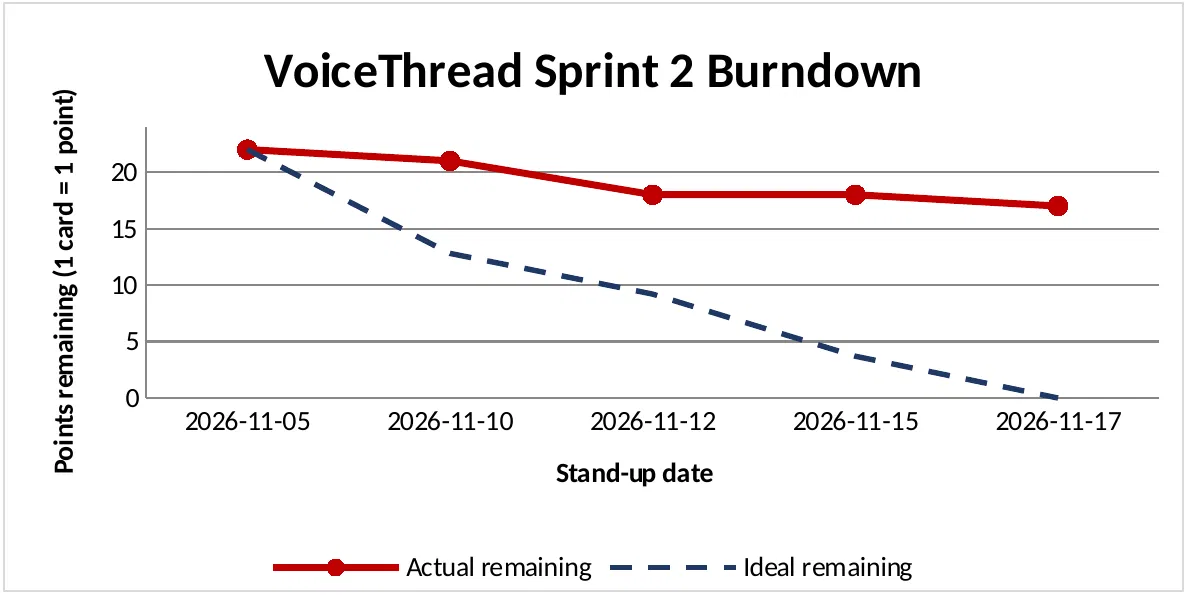 VoiceThread Sprint 2 Burndown
Points remaining (1 card = 1 point)
20
15
10
5
0
2026-11-05 2026-11-10 2026-11-12 2026-11-15 2026-11-17
Stand-up date
Actual remaining Ideal remaining